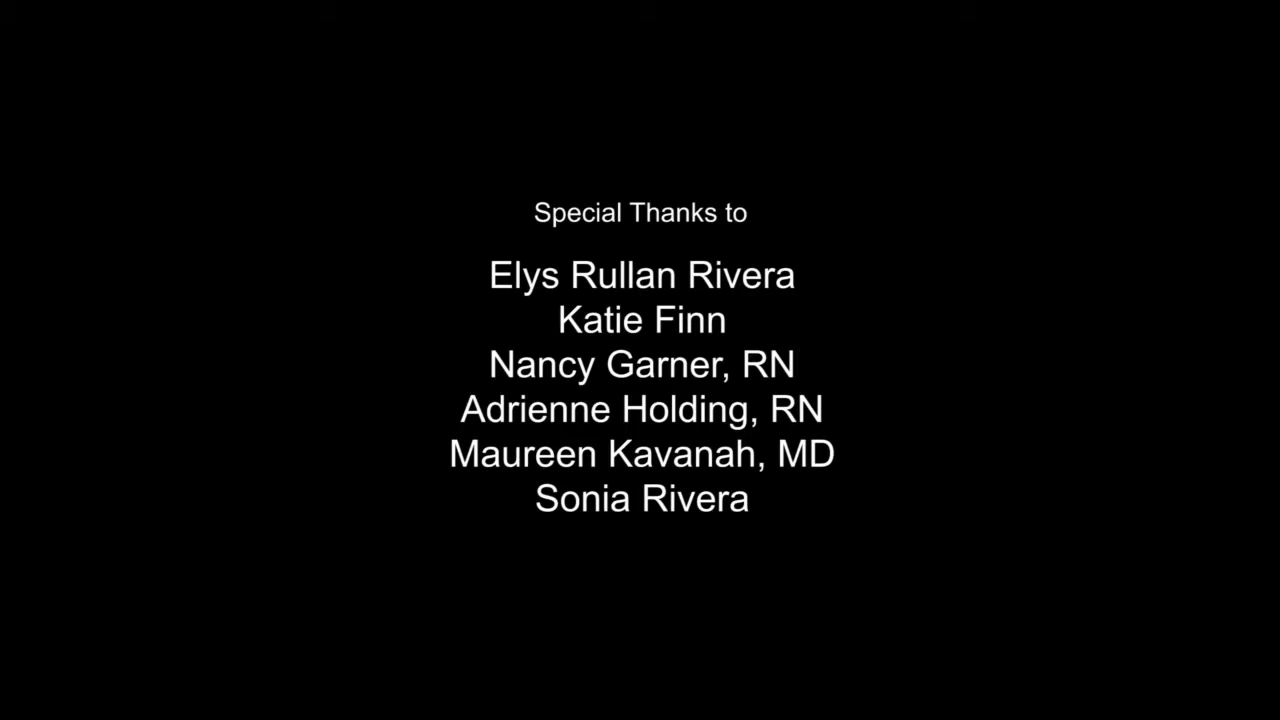 Special Thanks to
Elys Rullan Rivera
Katie Finn
Nancy Garner, RN
Adrienne Holding, RN
Maureen Kavanah, MD
Sonia Rivera